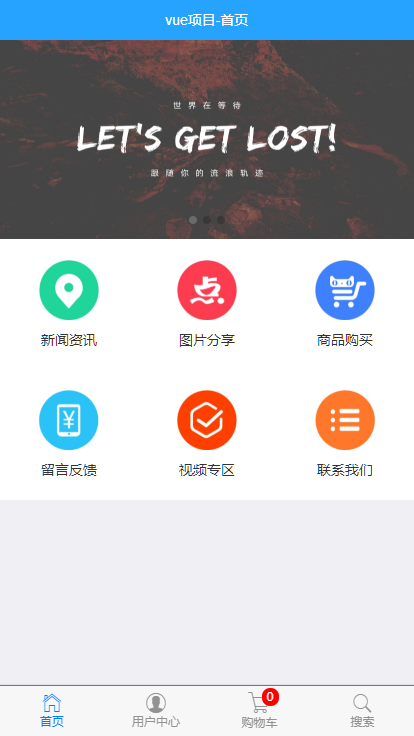 vue项目-首页
世界在等待
LET'S GET LOST!
跟随你的流浪轨迹
点
新闻资讯 图片分享 商品购买
¥
留言反馈 视频专区 联系我们
0
首页 用户中心 购物车 搜索